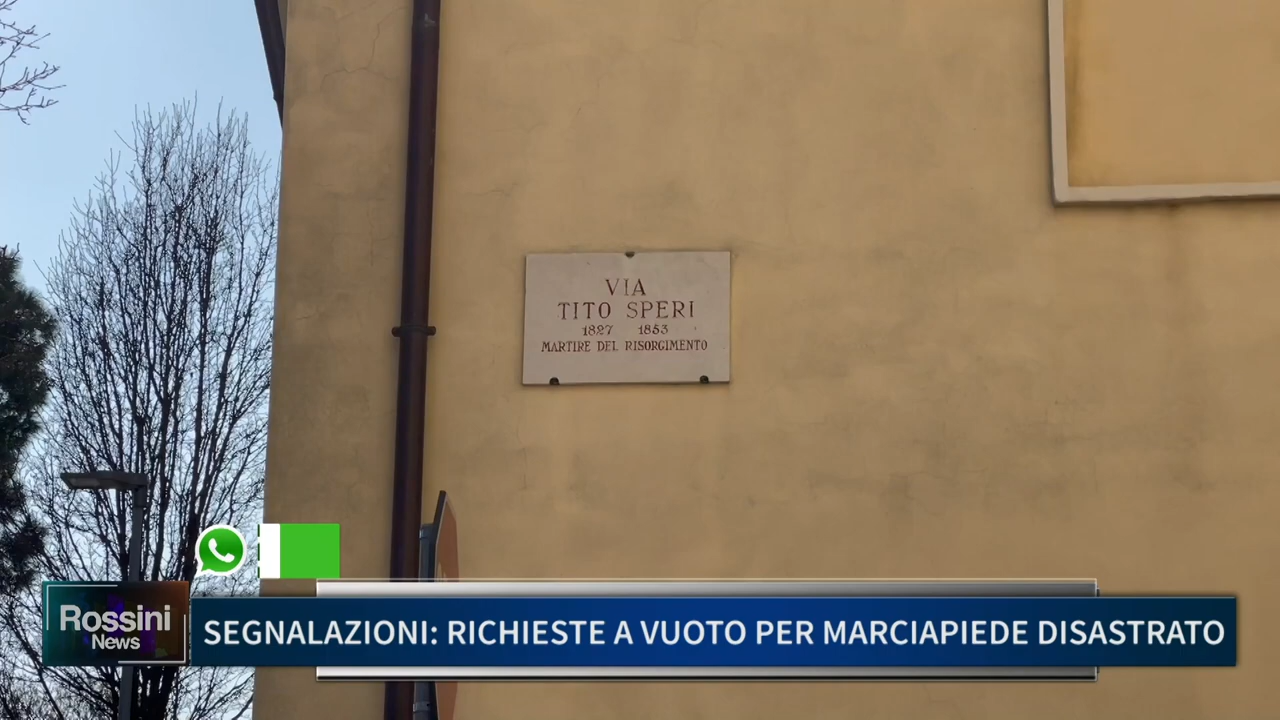 VIA
TITO SPERI
1827 1853
MARTIRE DEL RISORGIMENTO
Rossini
News
SEGNALAZIONI: RICHIESTE A VUOTO PER MARCIAPIEDE DISASTRATO